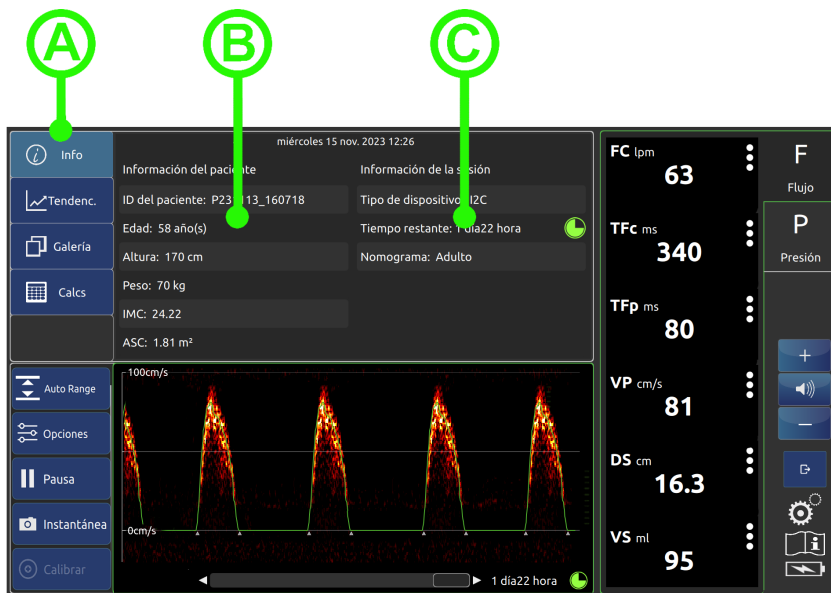 A B C
miércoles 15 nov. 2023 12:26
Info
Tendenc.
Galería
Calcs
Información del paciente
ID del paciente: P23 113_160718
Edad: 58 año(s)
Altura: 170 cm
Peso: 70 kg
IMC: 24.22
ASC: 1.81 m²
Información de la sesión
Tipo de dispositivo: I2C
Tiempo restante: 1 día22 hora
Nomograma: Adulto
Auto Range
Opciones
Pausa
Instantánea
Calibrar
100cm/s
0cm/s
1 día22 hora
FC lpm
63
TFc ms
340
TFp ms
80
VP cm/s
81
DS cm
16.3
VS ml
95
F
Flujo
P
Presión
+
−